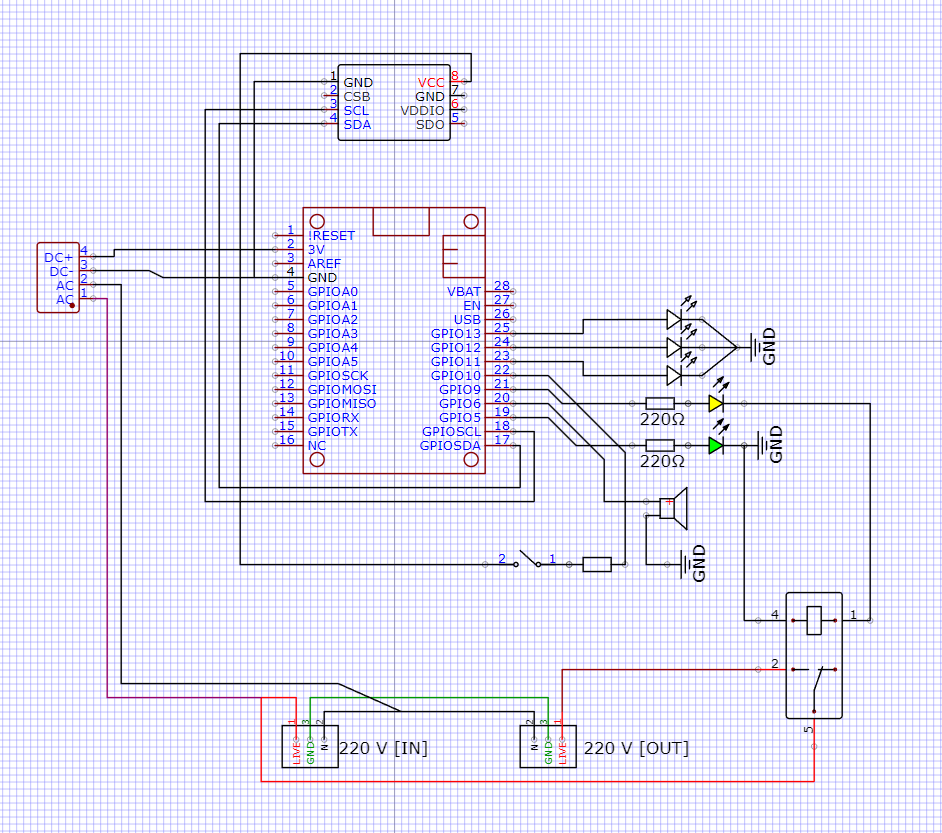 1 GND VCC 8
2 CSB GND 7
3 SCL VDDIO 6
4 SDA SDO 5
DC+ 4
DC- 3
AC 2
AC 1
1 !RESET
2 3V
3 AREF
4 GND
5 GPIOA0 VBAT 28
6 GPIOA1 EN 27
7 GPIOA2 USB 26
8 GPIOA3 GPIO13 25
9 GPIOA4 GPIO12 24
10 GPIOA5 GPIO11 23
11 GPIOSCK GPIO10 22
12 GPIOMOSI GPIO9 21
13 GPIOMISO GPIO6 20
14 GPIORX GPIO5 19
15 GPIOTX GPIOSCL 18
16 NC GPIOSDA 17
GND
220Ω
GND
220Ω
+
2 1
GND
4 1
2
5
1 3 2
LIVE GND N
220 V [IN]
2 3 1
N GND LIVE
220 V [OUT]